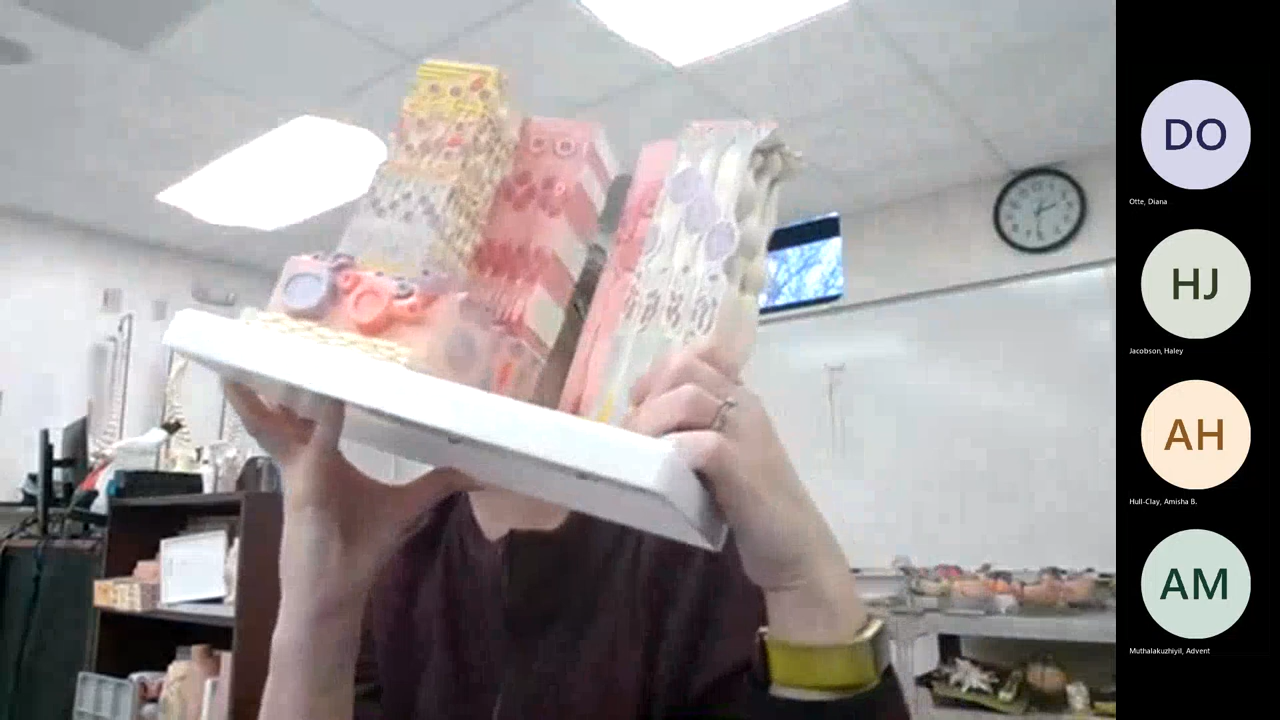 DO
Otte, Diana
HJ
Jacobson, Haley
AH
Hull-Clay, Amisha B.
AM
Muthalakuzhiyil, Advent